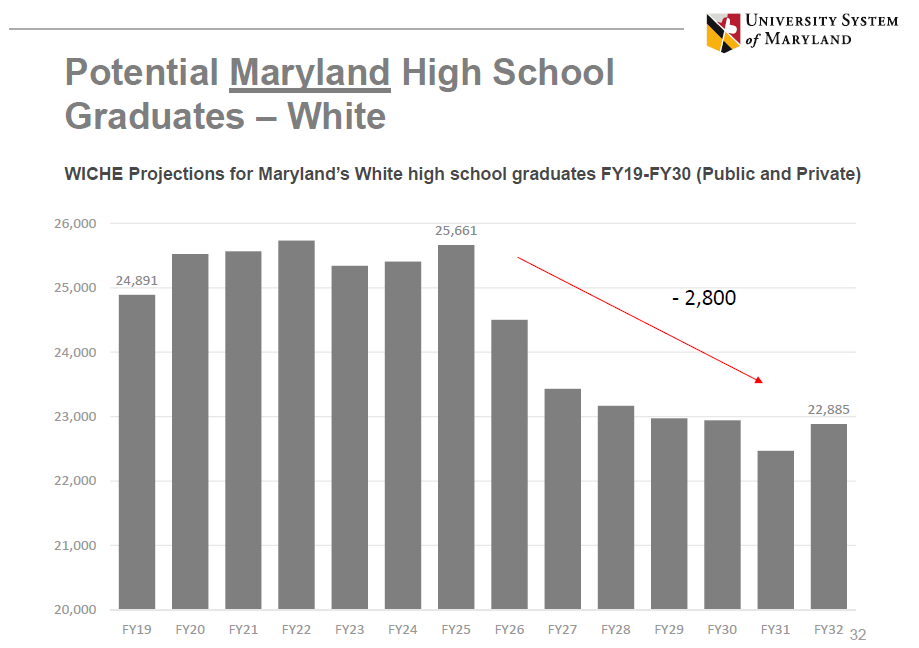 UNIVERSITY SYSTEM
of MARYLAND
Potential Maryland High School
Graduates – White
WICHE Projections for Maryland’s White high school graduates FY19-FY30 (Public and Private)
26,000
25,000
24,000
23,000
22,000
21,000
20,000
24,891
25,661
- 2,800
22,885
FY19 FY20 FY21 FY22 FY23 FY24 FY25 FY26 FY27 FY28 FY29 FY30 FY31 FY32
32